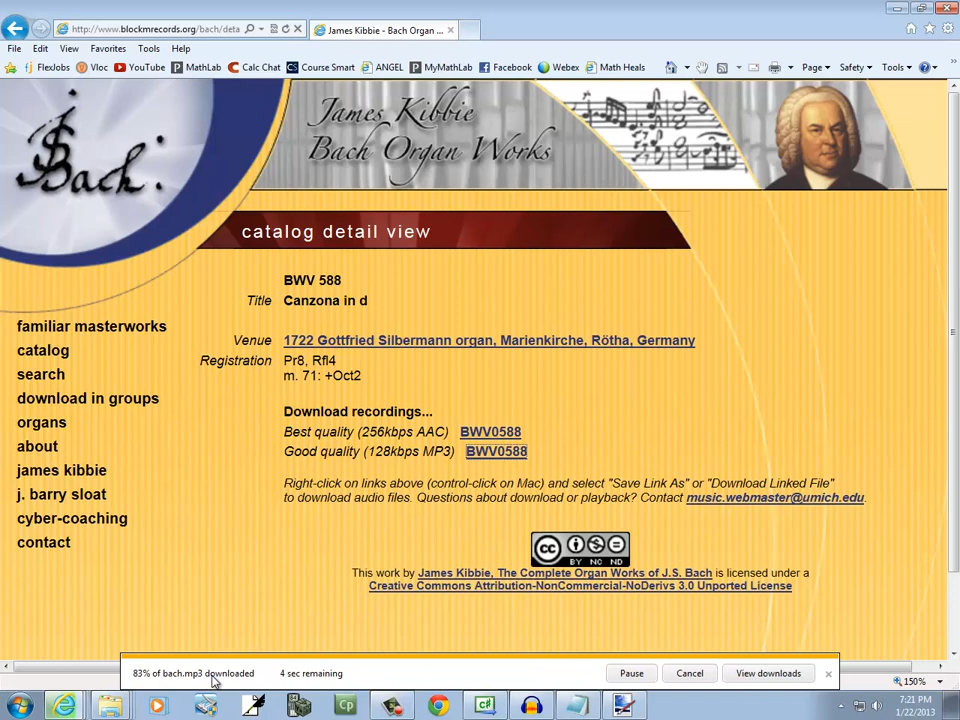 http://www.blockmrecords.org/bach/deta
James Kibbie - Bach Organ ...
File Edit View Favorites Tools Help
FlexJobs Vloc YouTube MathLab Calc Chat Course Smart ANGEL MyMathLab Facebook Webex Math Heals Page Safety Tools
JSBach:
James Kibbie
Bach Organ Works
catalog detail view
BWV 588
Title Canzona in d
Venue 1722 Gottfried Silbermann organ, Marienkirche, Rötha, Germany
Registration Pr8, Rfl4
m. 71: +Oct2
familiar masterworks
catalog
search
download in groups
organs
about
james kibbie
j. barry sloat
cyber-coaching
contact
Download recordings...
Best quality (256kbps AAC) BWV0588
Good quality (128kbps MP3) BWV0588
Right-click on links above (control-click on Mac) and select "Save Link As" or "Download Linked File"
to download audio files. Questions about download or playback? Contact music.webmaster@umich.edu.
cc BY NC ND
This work by James Kibbie, The Complete Organ Works of J.S. Bach is licensed under a
Creative Commons Attribution-NonCommercial-NoDerivs 3.0 Unported License
83% of bach.mp3 downloaded 4 sec remaining Pause Cancel View downloads
150%
Cp
7:21 PM
1/22/2013